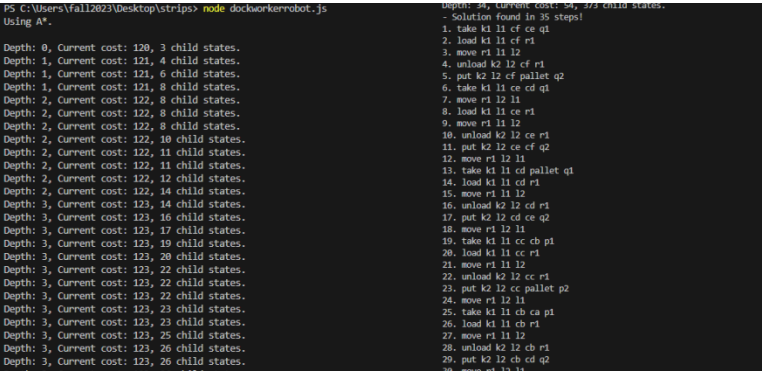 PS C:\Users\fall2023\Desktop\strips> node dockworkerrobot.js
Using A*.
Depth: 0, Current cost: 120, 3 child states.
Depth: 1, Current cost: 121, 4 child states.
Depth: 1, Current cost: 121, 6 child states.
Depth: 1, Current cost: 121, 8 child states.
Depth: 2, Current cost: 122, 8 child states.
Depth: 2, Current cost: 122, 8 child states.
Depth: 2, Current cost: 122, 8 child states.
Depth: 2, Current cost: 122, 10 child states.
Depth: 2, Current cost: 122, 11 child states.
Depth: 2, Current cost: 122, 11 child states.
Depth: 2, Current cost: 122, 12 child states.
Depth: 2, Current cost: 122, 14 child states.
Depth: 3, Current cost: 123, 14 child states.
Depth: 3, Current cost: 123, 16 child states.
Depth: 3, Current cost: 123, 17 child states.
Depth: 3, Current cost: 123, 19 child states.
Depth: 3, Current cost: 123, 20 child states.
Depth: 3, Current cost: 123, 22 child states.
Depth: 3, Current cost: 123, 22 child states.
Depth: 3, Current cost: 123, 22 child states.
Depth: 3, Current cost: 123, 23 child states.
Depth: 3, Current cost: 123, 23 child states.
Depth: 3, Current cost: 123, 25 child states.
Depth: 3, Current cost: 123, 26 child states.
Depth: 3, Current cost: 123, 26 child states.
Depth: 34, Current cost: 54, 373 child states.
- Solution found in 35 steps!
1. take k1 l1 cf ce q1
2. load k1 l1 cf r1
3. move r1 l1 l2
4. unload k2 l2 cf r1
5. put k2 l2 cf pallet q2
6. take k1 l1 ce cd q1
7. move r1 l2 l1
8. load k1 l1 ce r1
9. move r1 l1 l2
10. unload k2 l2 ce r1
11. put k2 l2 ce cf q2
12. move r1 l2 l1
13. take k1 l1 cd pallet q1
14. load k1 l1 cd r1
15. move r1 l1 l2
16. unload k2 l2 cd r1
17. put k2 l2 cd ce q2
18. move r1 l2 l1
19. take k1 l1 cc cb p1
20. load k1 l1 cc r1
21. move r1 l1 l2
22. unload k2 l2 cc r1
23. put k2 l2 cc pallet p2
24. move r1 l2 l1
25. take k1 l1 cb ca p1
26. load k1 l1 cb r1
27. move r1 l1 l2
28. unload k2 l2 cb r1
29. put k2 l2 cb cd q2
30. move r1 l2 l1